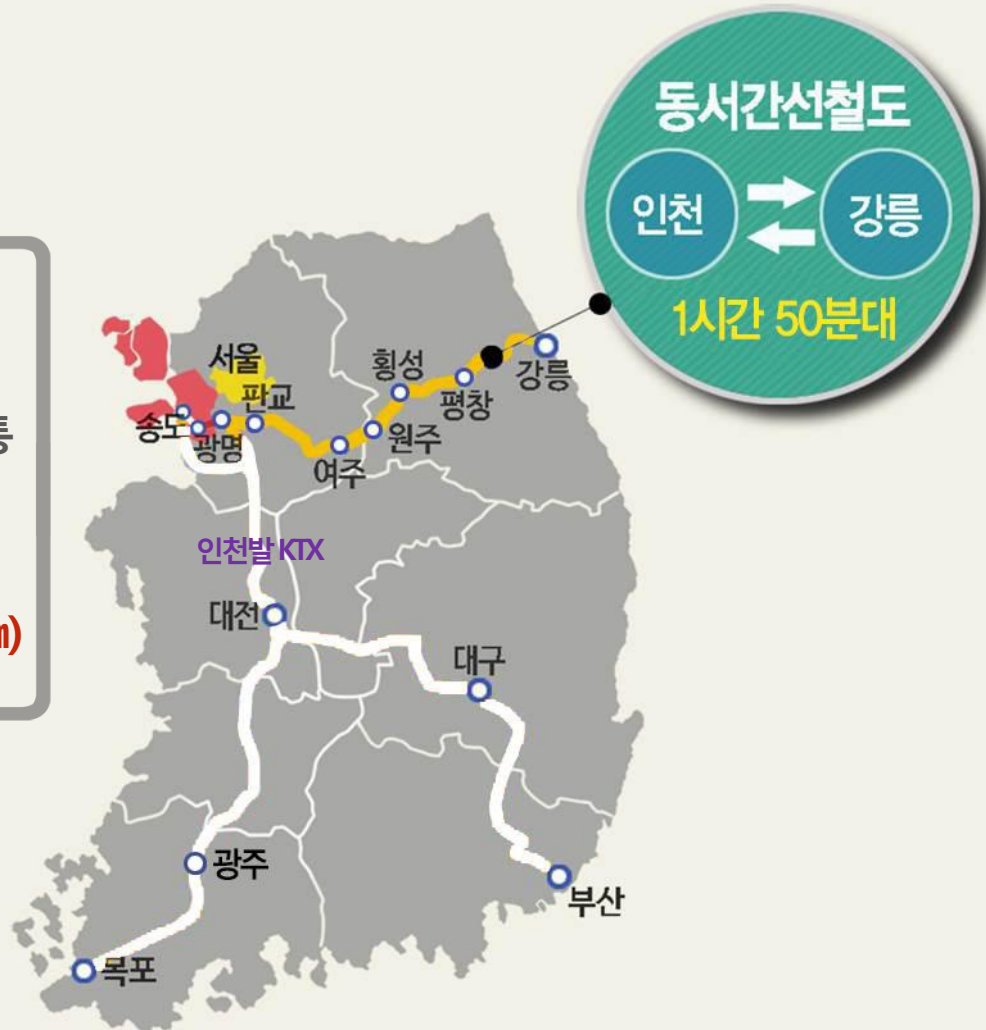 동서간선철도
인천
강릉
1시간 50분대
서울
판교
송도
광명
여주
원주
횡성
평창
강릉
통
m)
인천발 KTX
대전
대구
광주
부산
목포